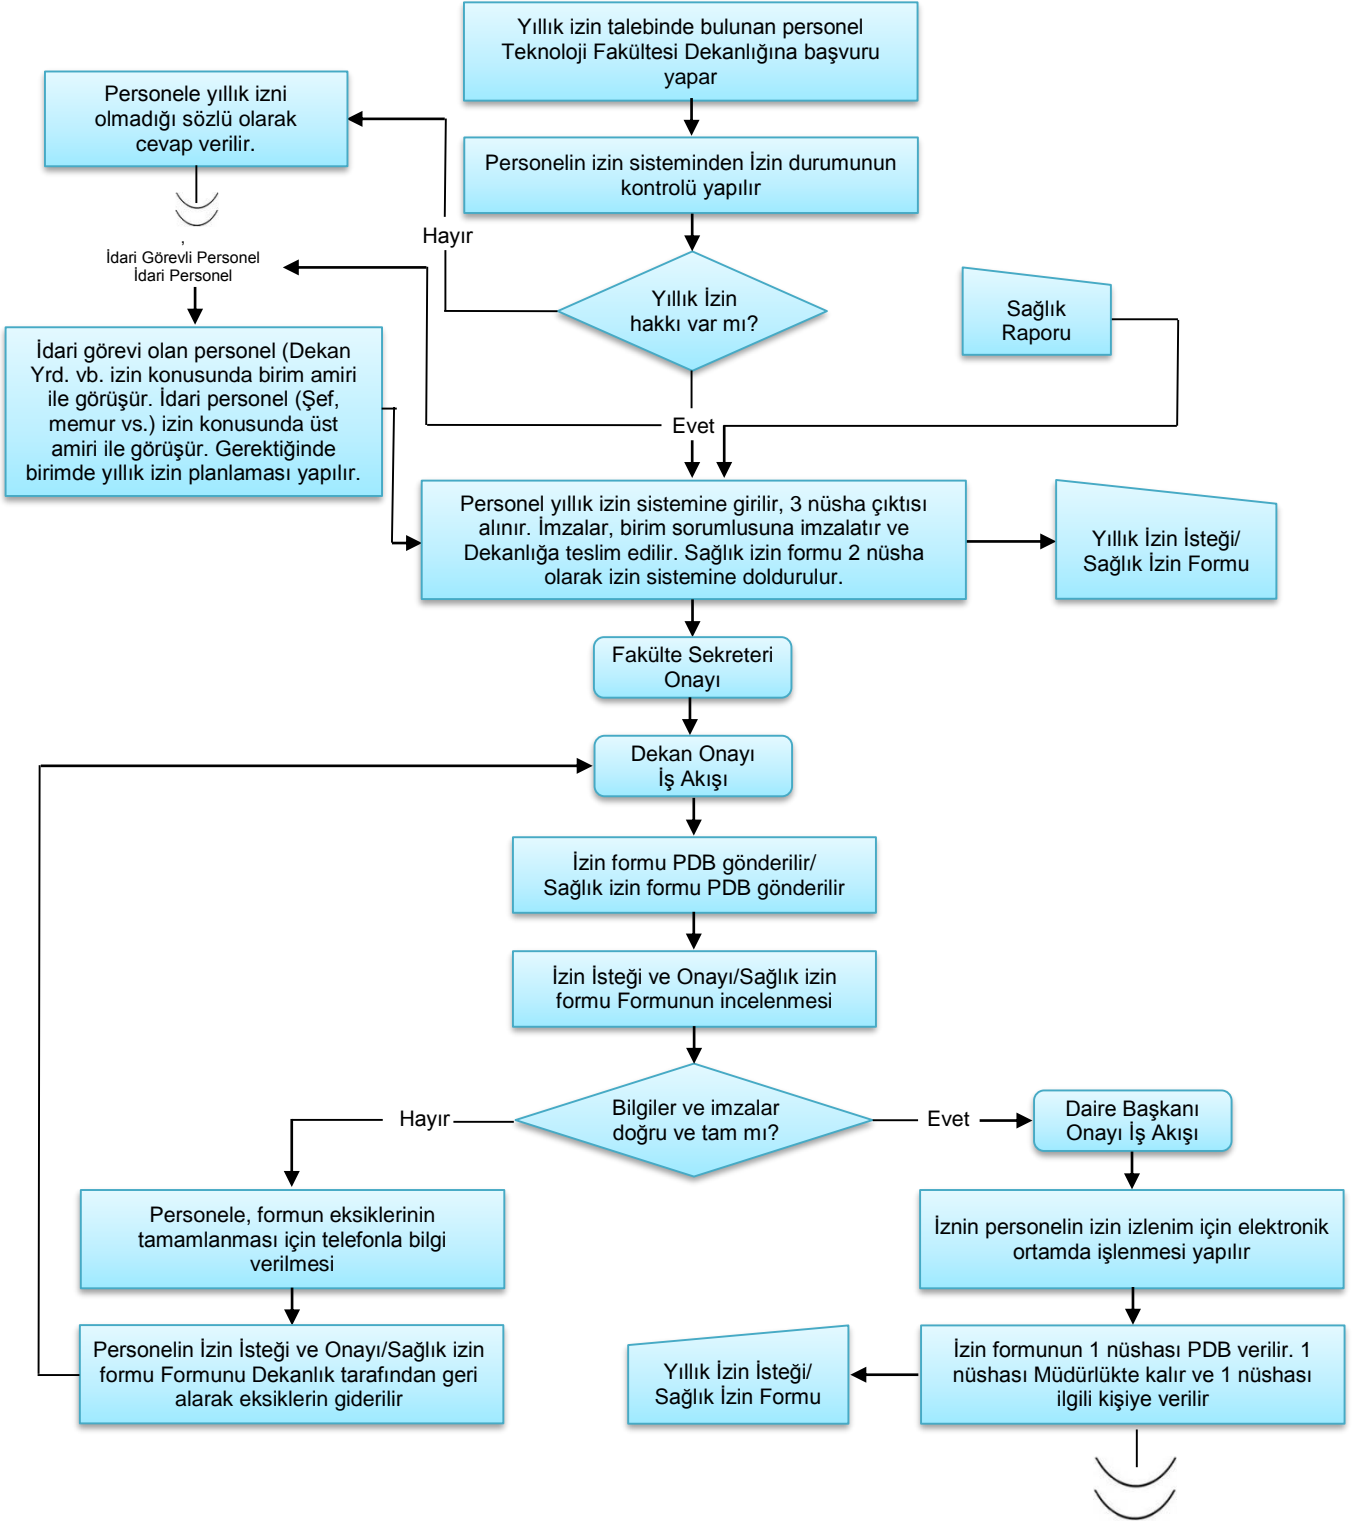 Yıllık izin talebinde bulunan personel
Teknoloji Fakültesi Dekanlığına başvuru
yapar
Personele yıllık izni
olmadığı sözlü olarak
cevap verilir.
Personelin izin sisteminden İzin durumunun
kontrolü yapılır
Hayır
,
İdari Görevli Personel
İdari Personel
Yıllık İzin
hakkı var mı?
Sağlık
Raporu
İdari görevi olan personel (Dekan
Yrd. vb. izin konusunda birim amiri
ile görüşür. İdari personel (Şef,
memur vs.) izin konusunda üst
amiri ile görüşür. Gerektiğinde
birimde yıllık izin planlaması yapılır.
Evet
Personel yıllık izin sistemine girilir, 3 nüsha çıktısı
alınır. İmzalar, birim sorumlusuna imzalatır ve
Dekanlığa teslim edilir. Sağlık izin formu 2 nüsha
olarak izin sistemine doldurulur.
Yıllık İzin İsteği/
Sağlık İzin Formu
Fakülte Sekreteri
Onayı
Dekan Onayı
İş Akışı
İzin formu PDB gönderilir/
Sağlık izin formu PDB gönderilir
İzin İsteği ve Onayı/Sağlık izin
formu Formunun incelenmesi
Bilgiler ve imzalar
doğru ve tam mı?
Hayır
Evet
Daire Başkanı
Onayı İş Akışı
Personele, formun eksiklerinin
tamamlanması için telefonla bilgi
verilmesi
İznin personelin izin izlenim için elektronik
ortamda işlenmesi yapılır
Personelin İzin İsteği ve Onayı/Sağlık izin
formu Formunu Dekanlık tarafından geri
alarak eksiklerin giderilir
Yıllık İzin İsteği/
Sağlık İzin Formu
İzin formunun 1 nüshası PDB verilir. 1
nüshası Müdürlükte kalır ve 1 nüshası
ilgili kişiye verilir